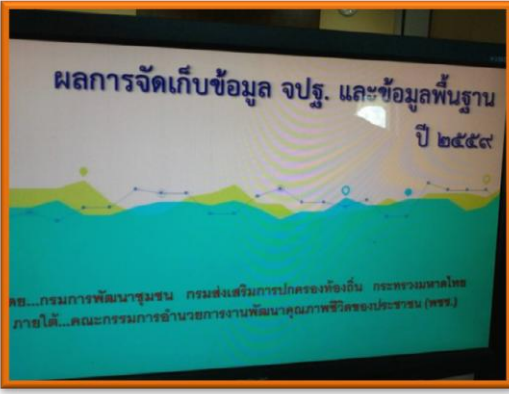 ผลการจัดเก็บข้อมูล จปฐ. และข้อมูลพื้นฐาน
ปี ๒๕๕๙
ดย...กรมการพัฒนาชุมชน กรมส่งเสริมการปกครองท้องถิ่น กระทรวงมหาดไทย
ภายใต้...คณะกรรมการอำนวยการงานพัฒนาคุณภาพชีวิตของประชาชน (พชช.)